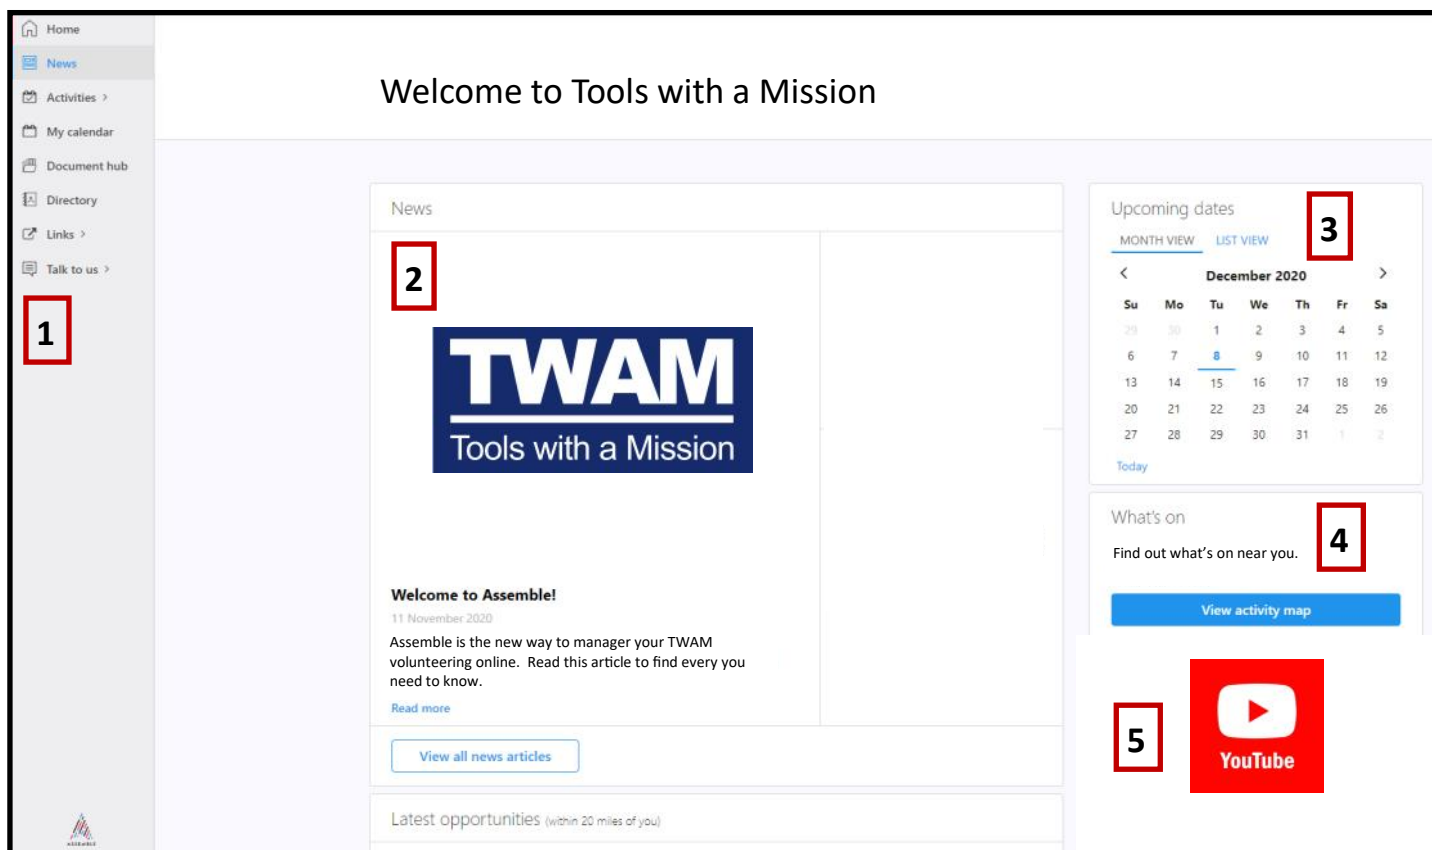 Home
News
Activities >
My calendar
Document hub
Directory
Links >
Talk to us >
1
ASSEMBLE
Welcome to Tools with a Mission
News
2
TWAM
Tools with a Mission
Welcome to Assemble!
11 November 2020
Assemble is the new way to manager your TWAM
volunteering online.  Read this article to find every you
need to know.
Read more
View all news articles
Latest opportunities (within 20 miles of you)
Upcoming dates
3
MONTH VIEW LIST VIEW
< December 2020 >
Su Mo Tu We Th Fr Sa
29 30 1 2 3 4 5
6 7 8 9 10 11 12
13 14 15 16 17 18 19
20 21 22 23 24 25 26
27 28 29 30 31 1 2
Today
What's on
4
Find out what's on near you.
View activity map
5
YouTube